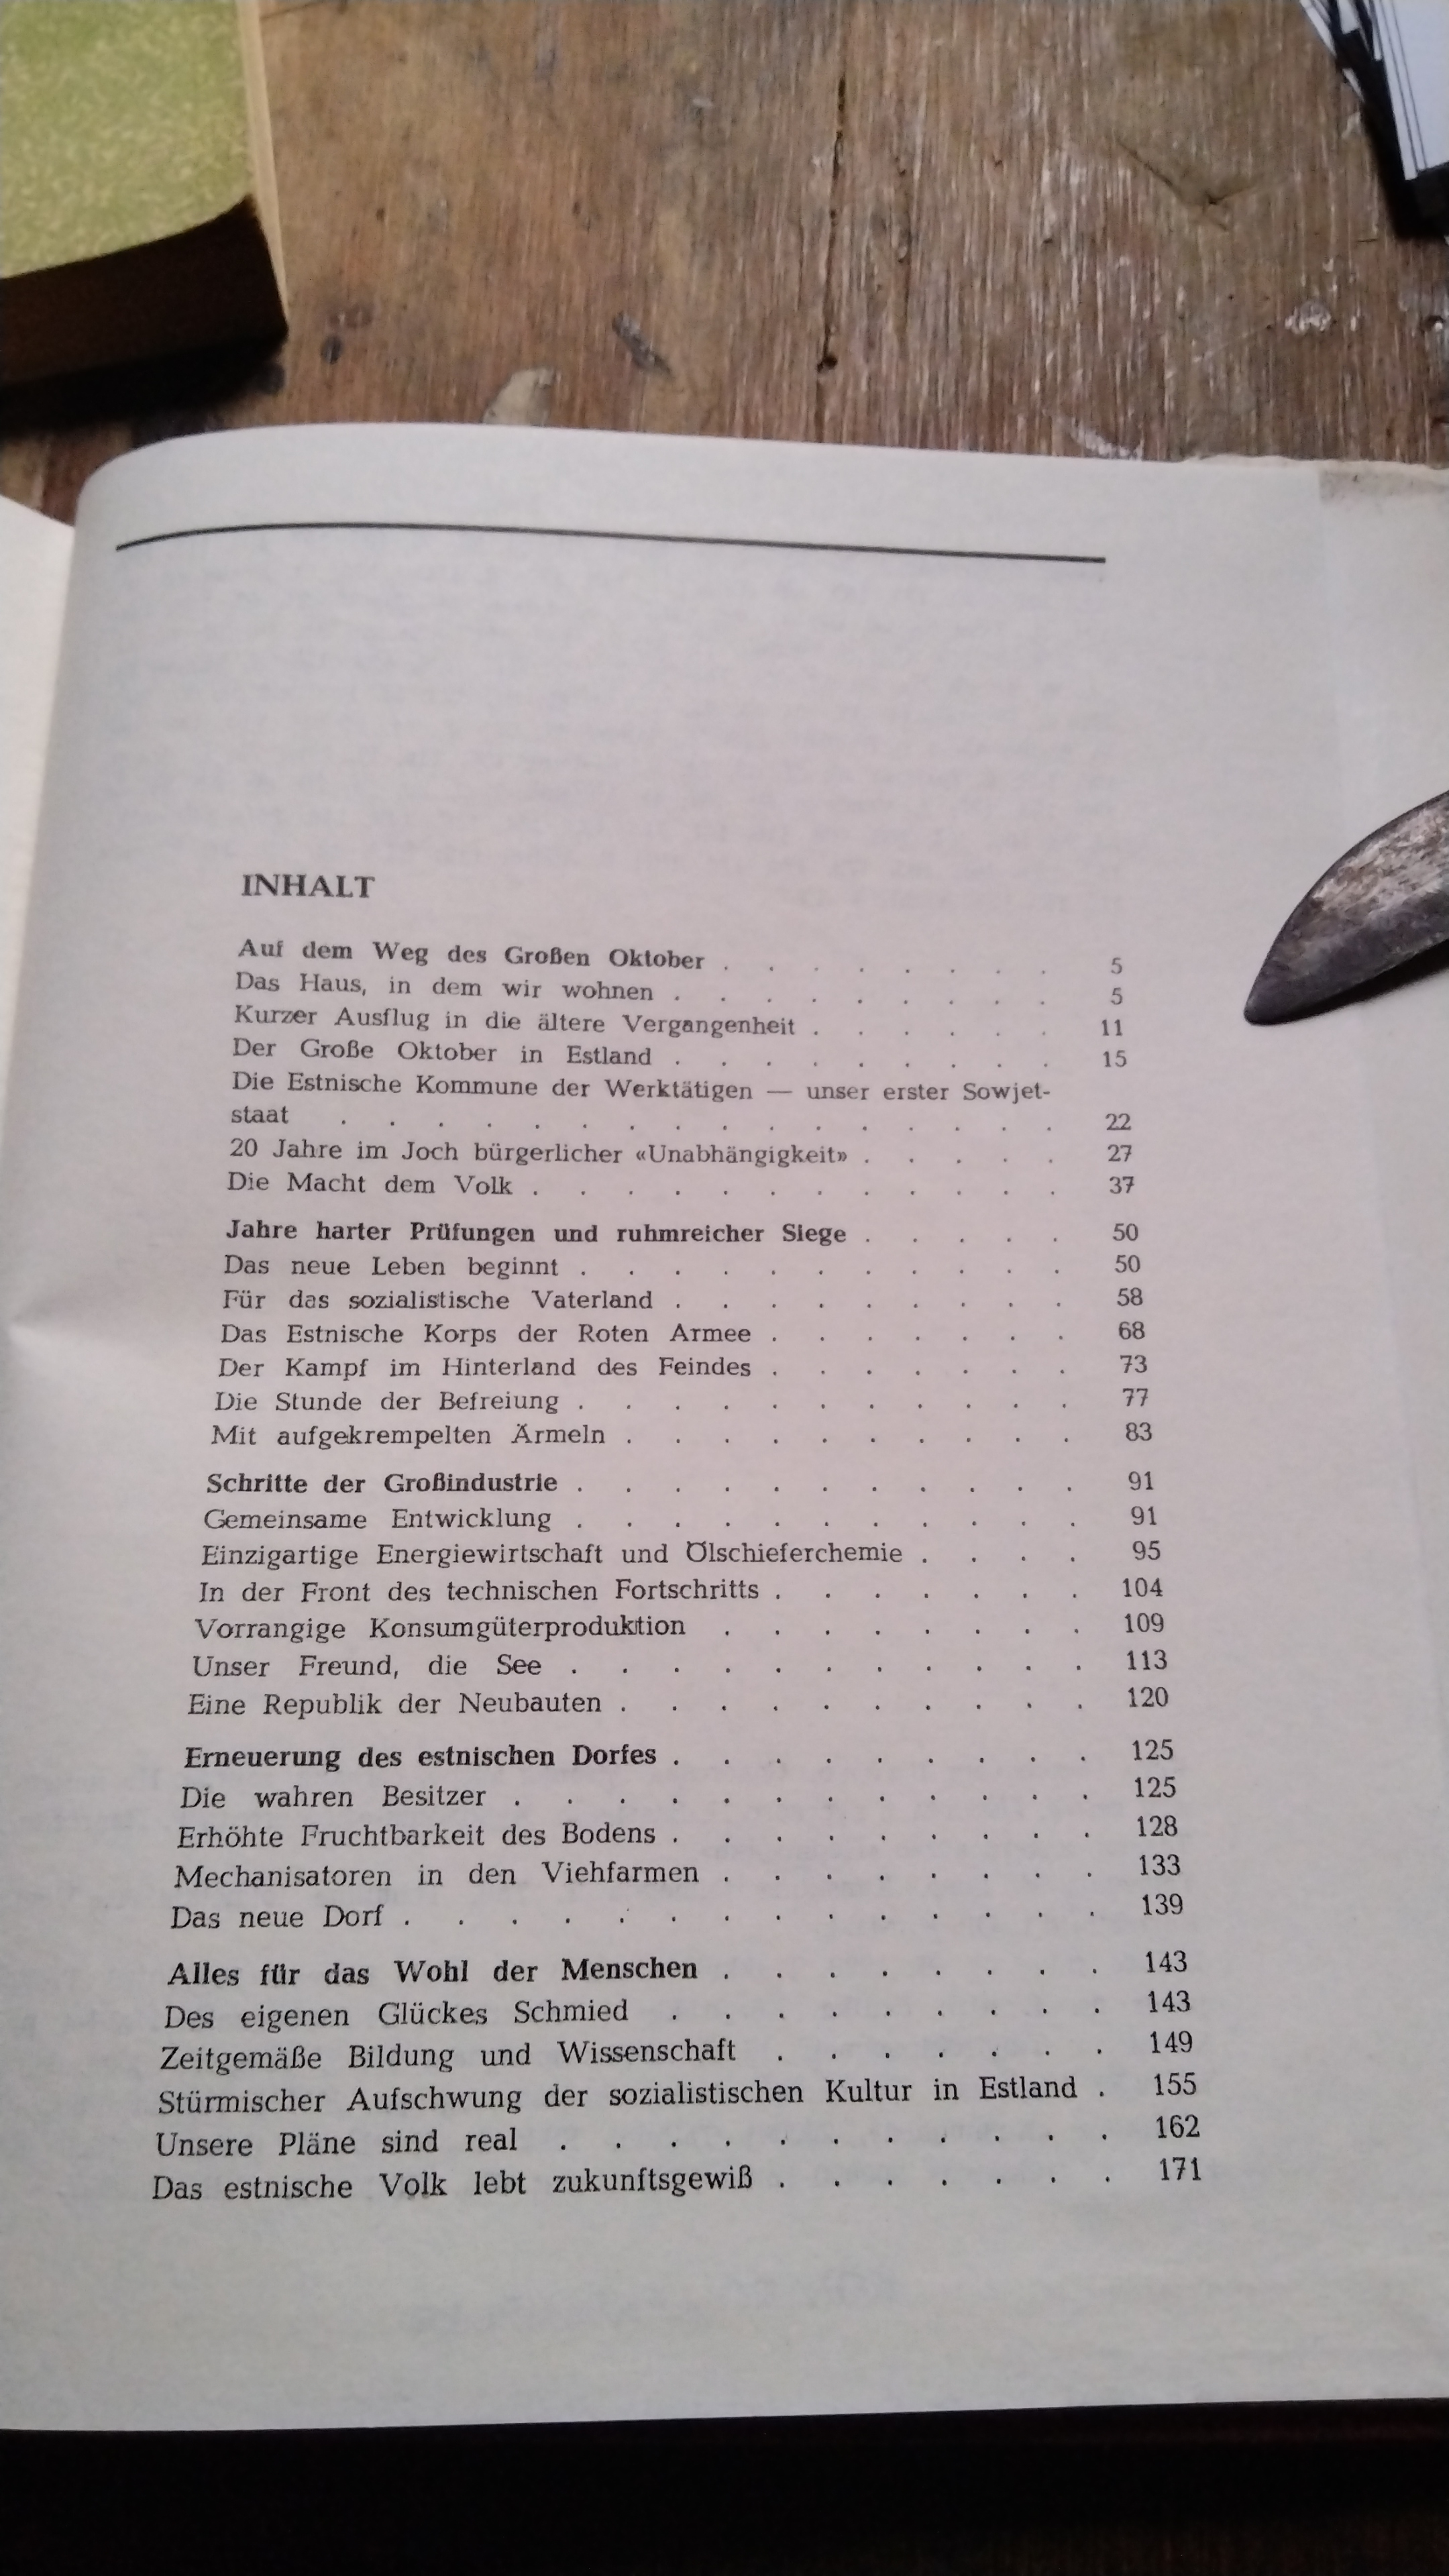 INHALT
Auf dem Weg des Großen Oktober . . . . . . . . 5
Das Haus, in dem wir wohnen . . . . . . . . . 5
Kurzer Ausflug in die ältere Vergangenheit . . . . . . 11
Der Große Oktober in Estland . . . . . . . . . 15
Die Estnische Kommune der Werktätigen — unser erster Sowjet-
staat . . . . . . . . . . . . . . 22
20 Jahre im Joch bürgerlicher «Unabhängigkeit» . . . . . 27
Die Macht dem Volk . . . . . . . . . . . . 37
Jahre harter Prüfungen und ruhmreicher Siege . . . . . 50
Das neue Leben beginnt . . . . . . . . . . . 50
Für das sozialistische Vaterland . . . . . . . . . 58
Das Estnische Korps der Roten Armee . . . . . . . 68
Der Kampf im Hinterland des Feindes . . . . . . . 73
Die Stunde der Befreiung . . . . . . . . . . . 77
Mit aufgekrempelten Ärmeln . . . . . . . . . . 83
Schritte der Großindustrie . . . . . . . . . . . 91
Gemeinsame Entwicklung . . . . . . . . . . . 91
Einzigartige Energiewirtschaft und Ölschieferchemie . . . . 95
In der Front des technischen Fortschritts . . . . . . . 104
Vorrangige Konsumgüterproduktion . . . . . . . . 109
Unser Freund, die See . . . . . . . . . . . 113
Eine Republik der Neubauten . . . . . . . . . . 120
Erneuerung des estnischen Dorfes . . . . . . . . . 125
Die wahren Besitzer . . . . . . . . . . . . 125
Erhöhte Fruchtbarkeit des Bodens . . . . . . . . . 128
Mechanisatoren in den Viehfarmen . . . . . . . . 133
Das neue Dorf . . . . . . . . . . . . . . 139
Alles für das Wohl der Menschen . . . . . . . . 143
Des eigenen Glückes Schmied . . . . . . . . . 143
Zeitgemäße Bildung und Wissenschaft . . . . . . . 149
Stürmischer Aufschwung der sozialistischen Kultur in Estland . 155
Unsere Pläne sind real . . . . . . . . . . . 162
Das estnische Volk lebt zukunftsgewiß . . . . . . . 171